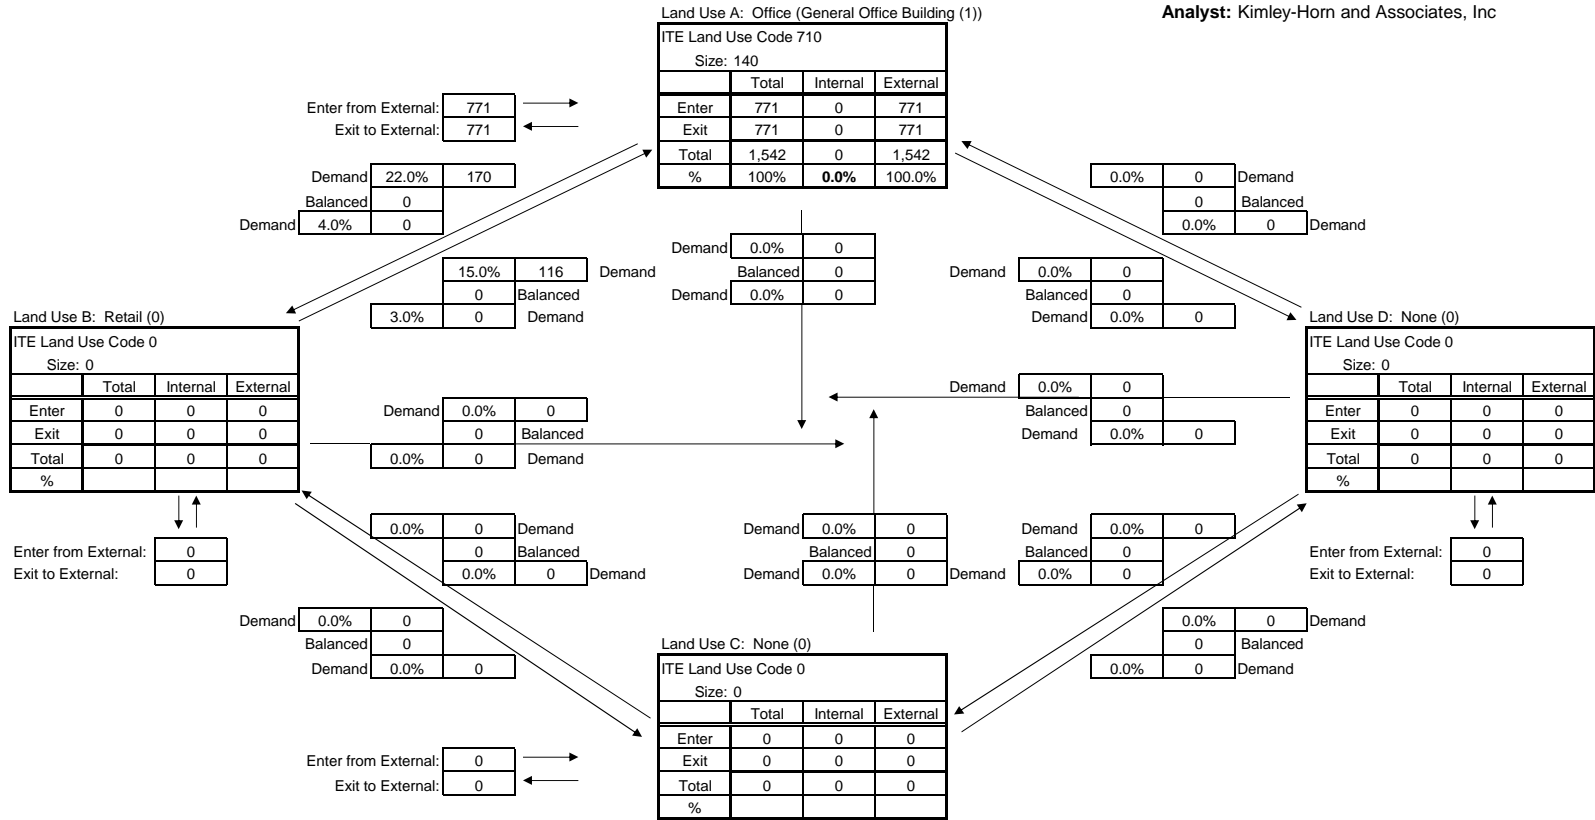 Land Use A: Office (General Office Building (1))
Analyst: Kimley-Horn and Associates, Inc
ITE Land Use Code 710
Size: 140
Total Internal External
Enter from External: 771 Enter 771 0 771
Exit to External: 771 Exit 771 0 771
Total 1,542 0 1,542
Demand 22.0% 170 % 100% 0.0% 100.0% 0.0% 0 Demand
Balanced 0 0 Balanced
Demand 4.0% 0 0.0% 0 Demand
Demand 0.0% 0
15.0% 116 Demand Balanced 0 Demand 0.0% 0
0 Balanced Demand 0.0% 0 Balanced 0
3.0% 0 Demand Demand 0.0% 0
Land Use B: Retail (0) Land Use D: None (0)
ITE Land Use Code 0 ITE Land Use Code 0
Size: 0 Size: 0
Total Internal External Demand 0.0% 0 Total Internal External
Enter 0 0 0 Demand 0.0% 0 Balanced 0 Enter 0 0 0
Exit 0 0 0 0 Balanced Demand 0.0% 0 Exit 0 0 0
Total 0 0 0 0.0% 0 Demand Total 0 0 0
% %
0.0% 0 Demand Demand 0.0% 0 Demand 0.0% 0
Enter from External: 0 0 Balanced Balanced 0 Balanced 0 Enter from External: 0
Exit to External: 0 0.0% 0 Demand Demand 0.0% 0 Demand 0.0% 0 Exit to External: 0
Demand 0.0% 0 0.0% 0 Demand
Balanced 0 Land Use C: None (0) 0 Balanced
Demand 0.0% 0 ITE Land Use Code 0 0.0% 0 Demand
Size: 0
Total Internal External
Enter 0 0 0
Enter from External: 0 Exit 0 0 0
Exit to External: 0 Total 0 0 0
%